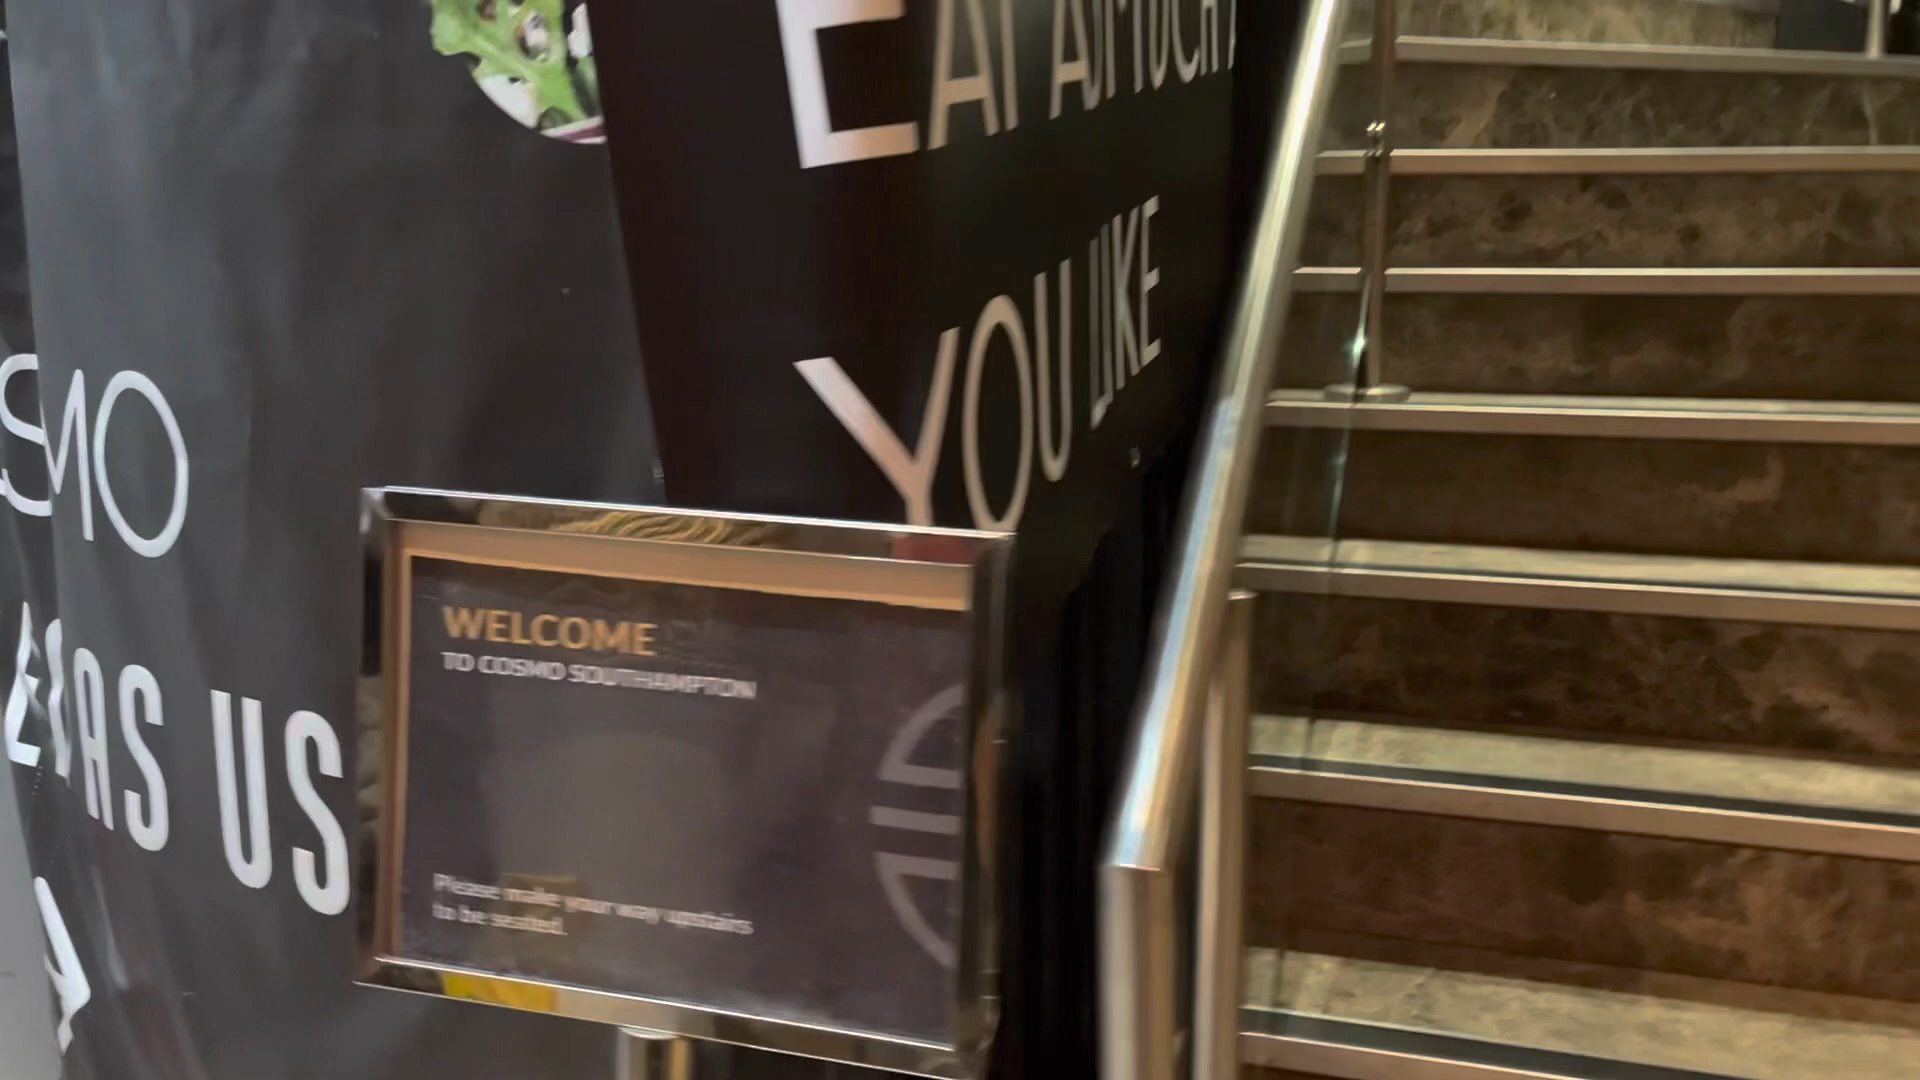 EAT AS MUCH
YOU LIKE
SMO
AS US
WELCOME
TO COSMO SOUTHAMPTON
Please make your way upstairs
to be seated.